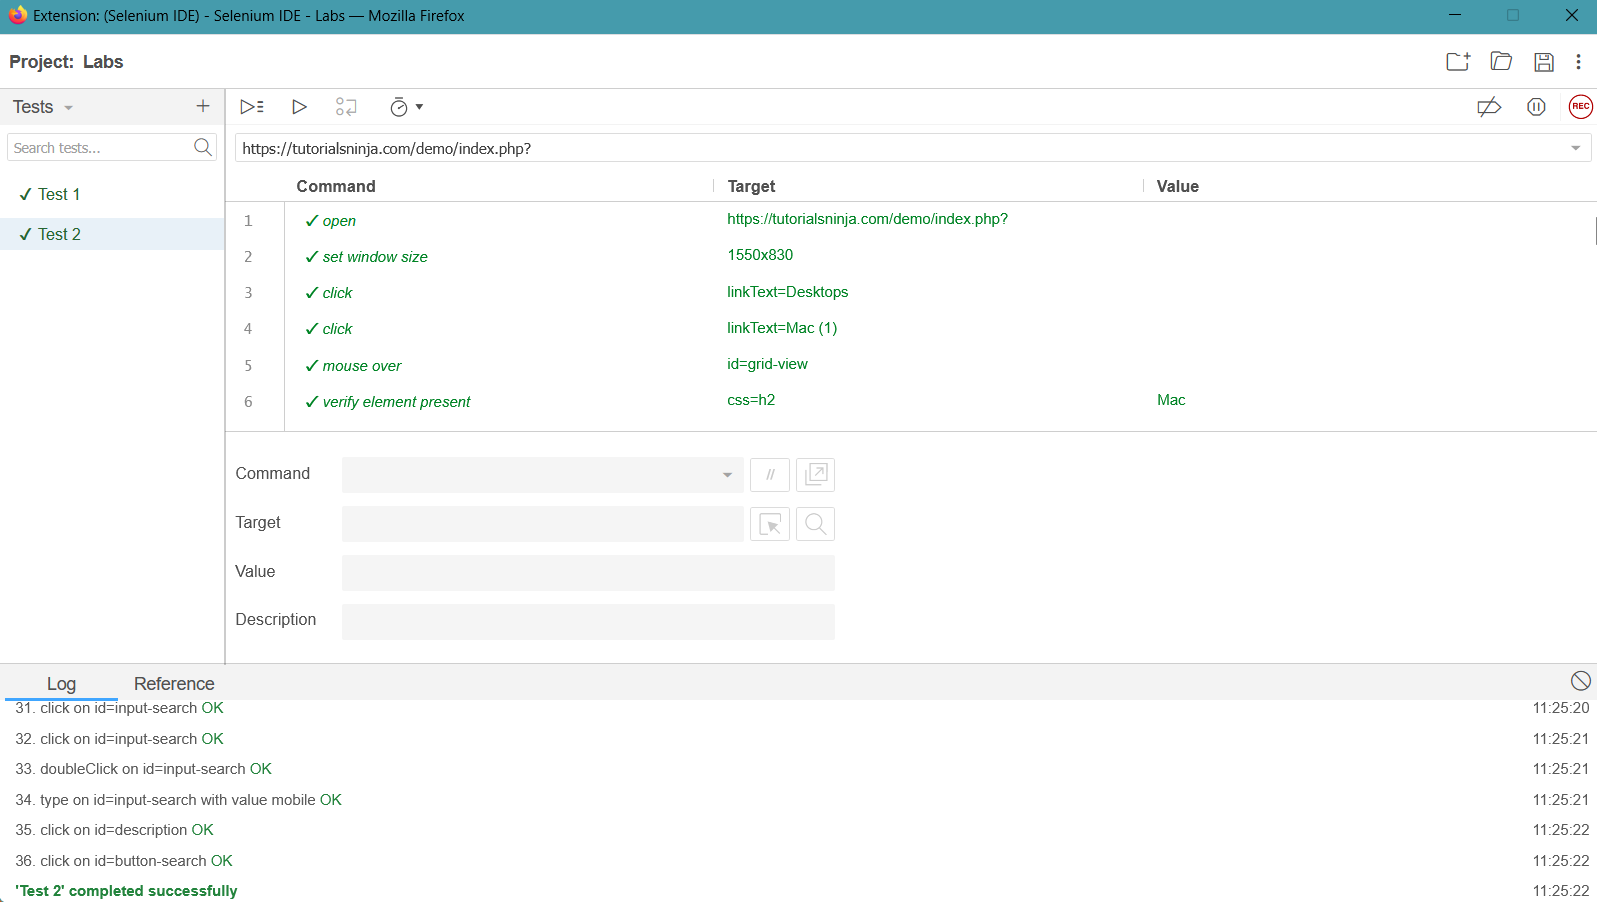 Extension: (Selenium IDE) - Selenium IDE - Labs — Mozilla Firefox
Project: Labs
Tests
REC
Search tests...
https://tutorialsninja.com/demo/index.php?
✓ Test 1
✓ Test 2
Command Target Value
1 ✓ open https://tutorialsninja.com/demo/index.php?
2 ✓ set window size 1550x830
3 ✓ click linkText=Desktops
4 ✓ click linkText=Mac (1)
5 ✓ mouse over id=grid-view
6 ✓ verify element present css=h2 Mac
Command //
Target
Value
Description
Log Reference
31. click on id=input-search OK 11:25:20
32. click on id=input-search OK 11:25:21
33. doubleClick on id=input-search OK 11:25:21
34. type on id=input-search with value mobile OK 11:25:21
35. click on id=description OK 11:25:22
36. click on id=button-search OK 11:25:22
'Test 2' completed successfully 11:25:22